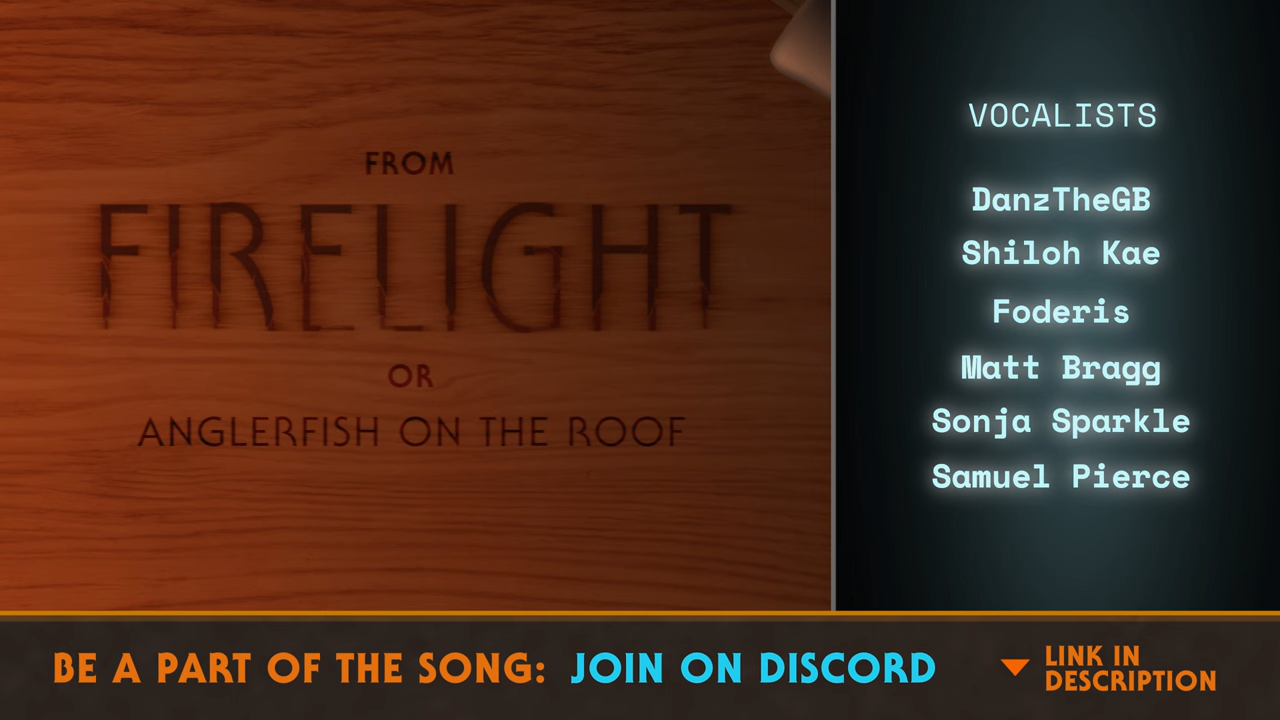 FROM
FIRELIGHT
OR
ANGLERFISH ON THE ROOF
VOCALISTS
DanzTheGB
Shiloh Kae
Foderis
Matt Bragg
Sonja Sparkle
Samuel Pierce
BE A PART OF THE SONG: JOIN ON DISCORD
LINK IN
DESCRIPTION